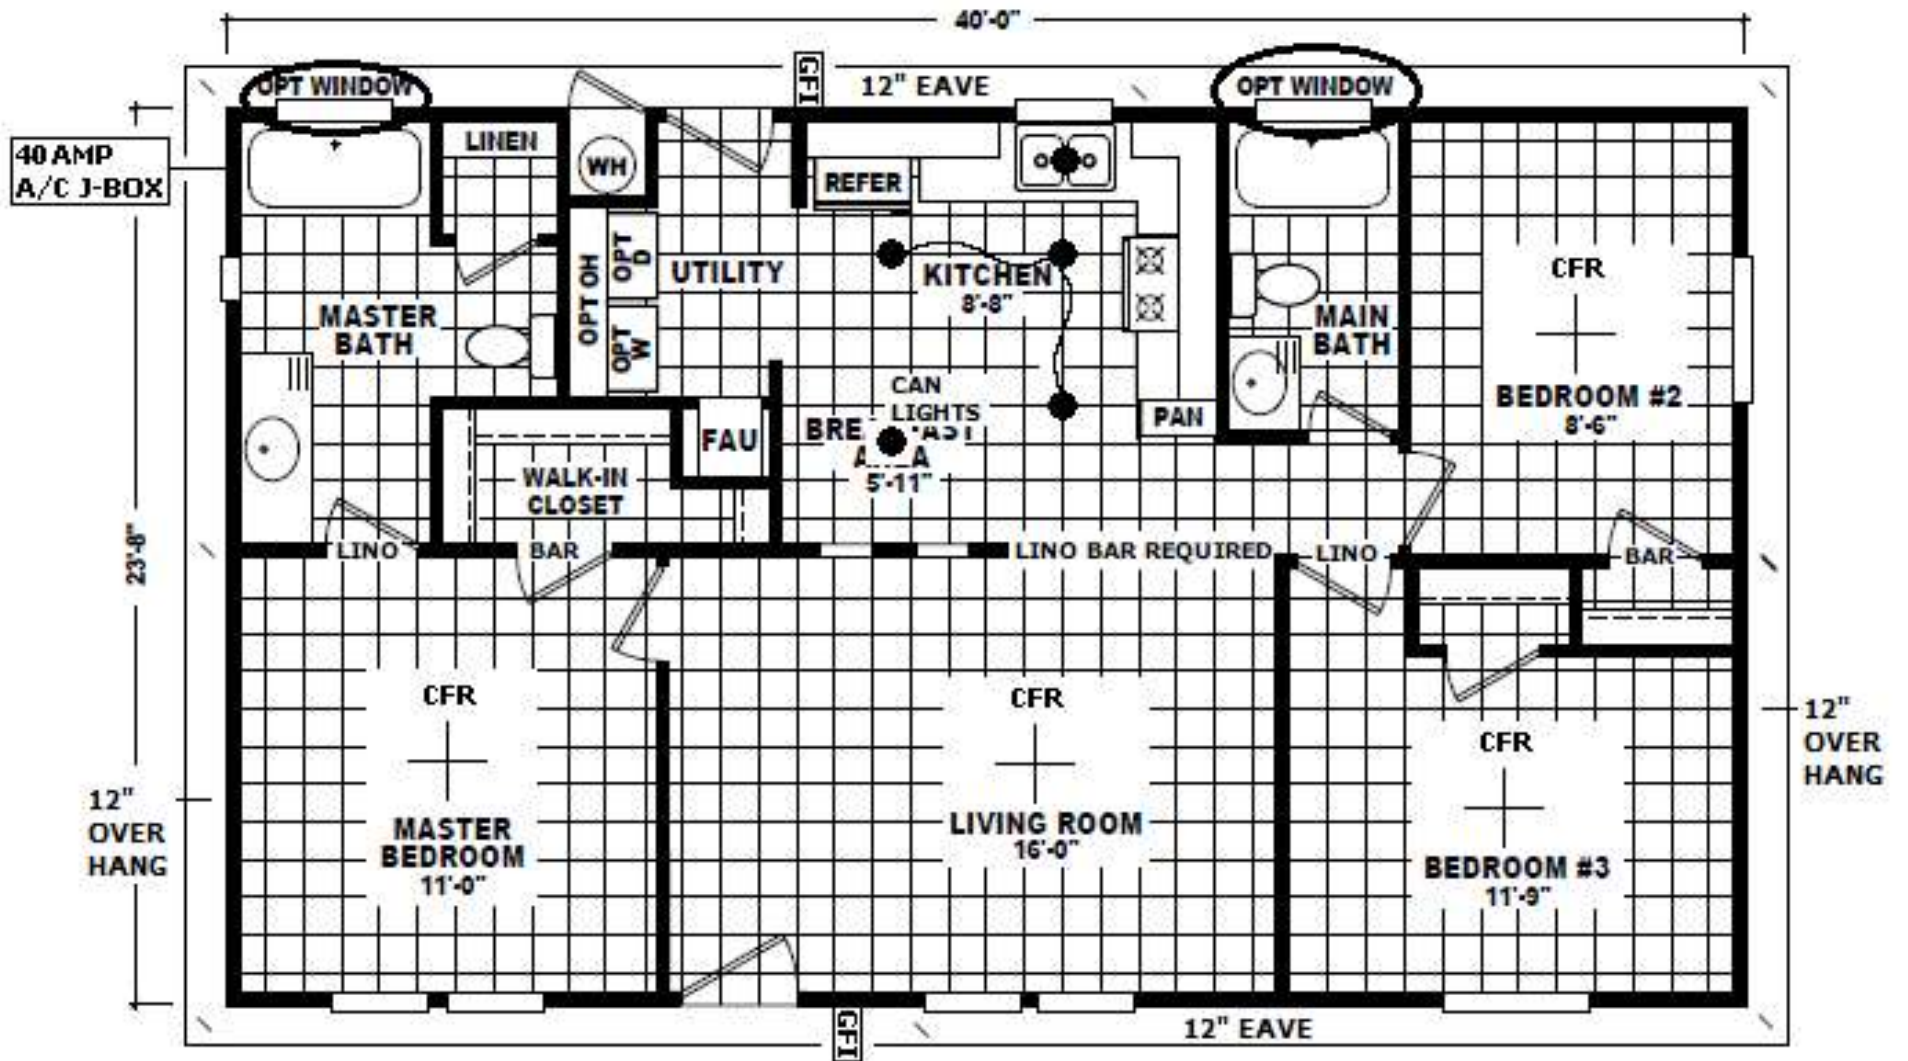 40'-0"
OPT WINDOW
GFI
12" EAVE
OPT WINDOW
40 AMP
A/C J-BOX
LINEN
WH
REFER
OPT OH
OPT
D
OPT
W
UTILITY
KITCHEN
8'-8"
CFR
MASTER
BATH
MAIN
BATH
CAN
LIGHTS
BEDROOM #2
8'-6"
PAN
FAU
5'-11"
WALK-IN
CLOSET
23'-8"
LINO
BAR
LINO BAR REQUIRED
LINO
BAR
CFR
CFR
CFR
12"
OVER
HANG
12"
OVER
HANG
MASTER
BEDROOM
11'-0"
LIVING ROOM
16'-0"
BEDROOM #3
11'-9"
GFI
12" EAVE